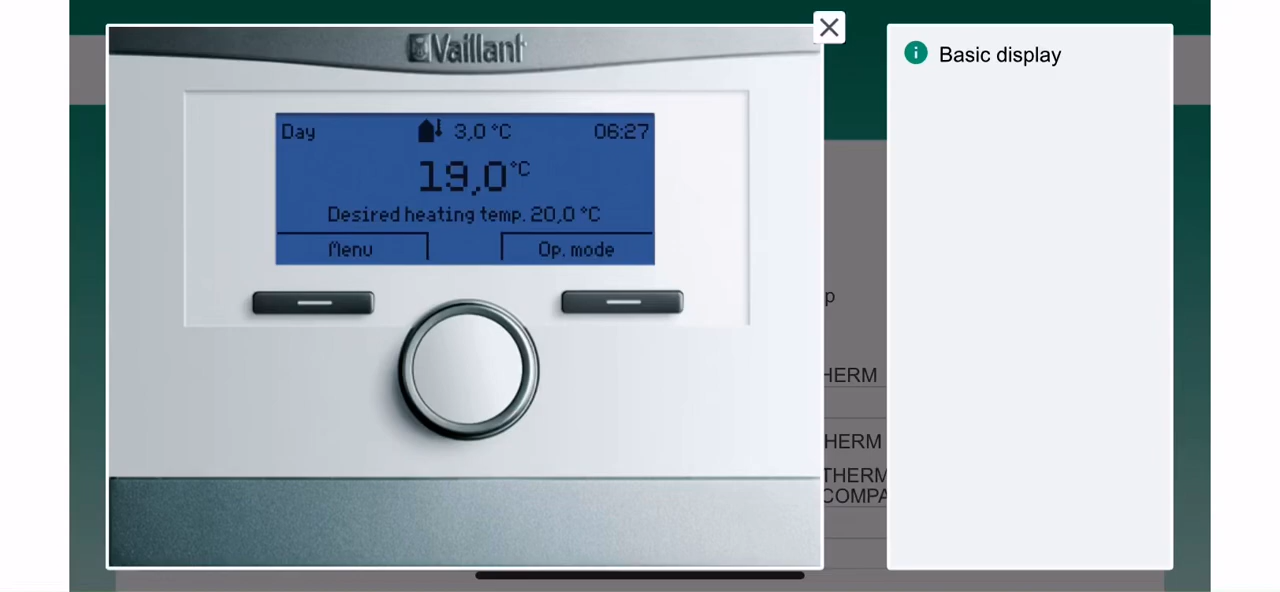 Vaillant
Basic display
Day 3,0 °C 06:27
19,0 °C
Desired heating temp. 20,0 °C
Menu Op. mode
p
HERM
HERM
THERM
COMPA